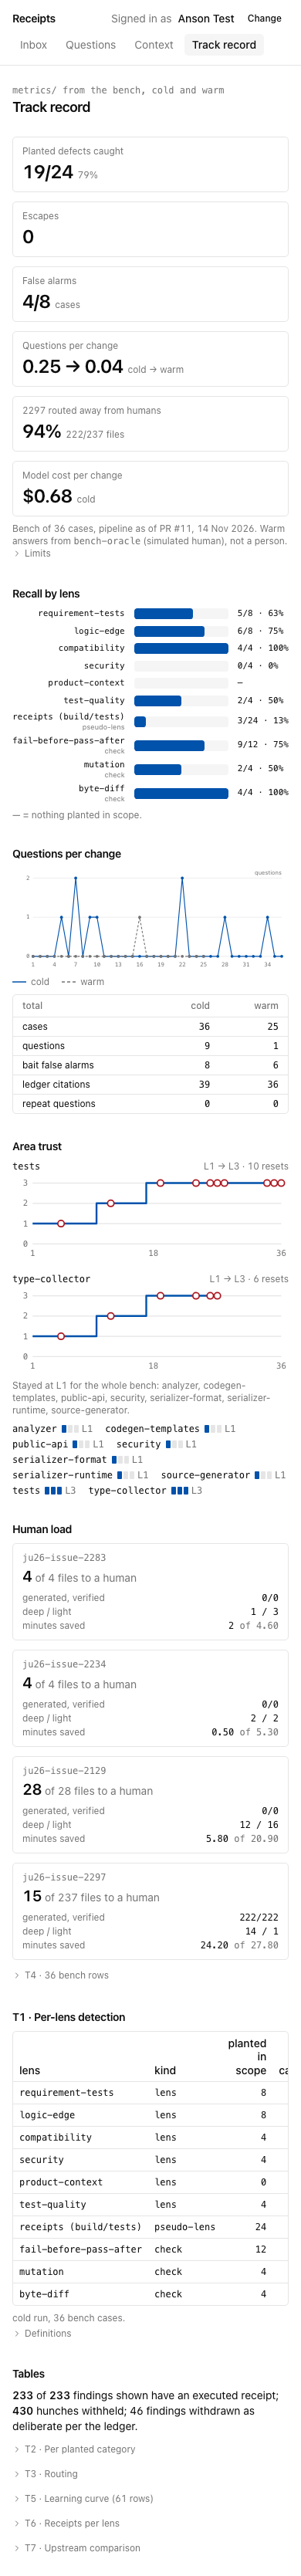 Receipts
Signed in as Anson Test Change
Inbox Questions Context Track record
metrics/ from the bench, cold and warm
Track record
Planted defects caught
19/24 79%
Escapes
0
False alarms
4/8 cases
Questions per change
0.25 → 0.04 cold → warm
2297 routed away from humans
94% 222/237 files
Model cost per change
$0.68 cold
Bench of 36 cases, pipeline as of PR #11, 14 Nov 2026. Warm
answers from bench-oracle (simulated human), not a person.
› Limits
Recall by lens
requirement-tests 5/8 · 63%
logic-edge 6/8 · 75%
compatibility 4/4 · 100%
security 0/4 · 0%
product-context —
test-quality 2/4 · 50%
receipts (build/tests) 3/24 · 13%
pseudo-lens
fail-before-pass-after 9/12 · 75%
check
mutation 2/4 · 50%
check
byte-diff 4/4 · 100%
check
— = nothing planted in scope.
Questions per change
questions
2
1
0
1 4 7 10 13 16 19 22 25 28 31 34
cold warm
total cold warm
cases 36 25
questions 9 1
bait false alarms 8 6
ledger citations 39 36
repeat questions 0 0
Area trust
tests L1 → L3 · 10 resets
3
2
1
0
1 18 36
type-collector L1 → L3 · 6 resets
3
2
1
0
1 18 36
Stayed at L1 for the whole bench: analyzer, codegen-
templates, public-api, security, serializer-format, serializer-
runtime, source-generator.
analyzer L1 codegen-templates L1
public-api L1 security L1
serializer-format L1
serializer-runtime L1 source-generator L1
tests L3 type-collector L3
Human load
ju26-issue-2283
4 of 4 files to a human
generated, verified 0/0
deep / light 1 / 3
minutes saved 2 of 4.60
ju26-issue-2234
4 of 4 files to a human
generated, verified 0/0
deep / light 2 / 2
minutes saved 0.50 of 5.30
ju26-issue-2129
28 of 28 files to a human
generated, verified 0/0
deep / light 12 / 16
minutes saved 5.80 of 20.90
ju26-issue-2297
15 of 237 files to a human
generated, verified 222/222
deep / light 14 / 1
minutes saved 24.20 of 27.80
› T4 · 36 bench rows
T1 · Per-lens detection
planted
in
lens kind scope ca
requirement-tests lens 8
logic-edge lens 8
compatibility lens 4
security lens 4
product-context lens 0
test-quality lens 4
receipts (build/tests) pseudo-lens 24
fail-before-pass-after check 12
mutation check 4
byte-diff check 4
cold run, 36 bench cases.
› Definitions
Tables
233 of 233 findings shown have an executed receipt;
430 hunches withheld; 46 findings withdrawn as
deliberate per the ledger.
› T2 · Per planted category
› T3 · Routing
› T5 · Learning curve (61 rows)
› T6 · Receipts per lens
› T7 · Upstream comparison